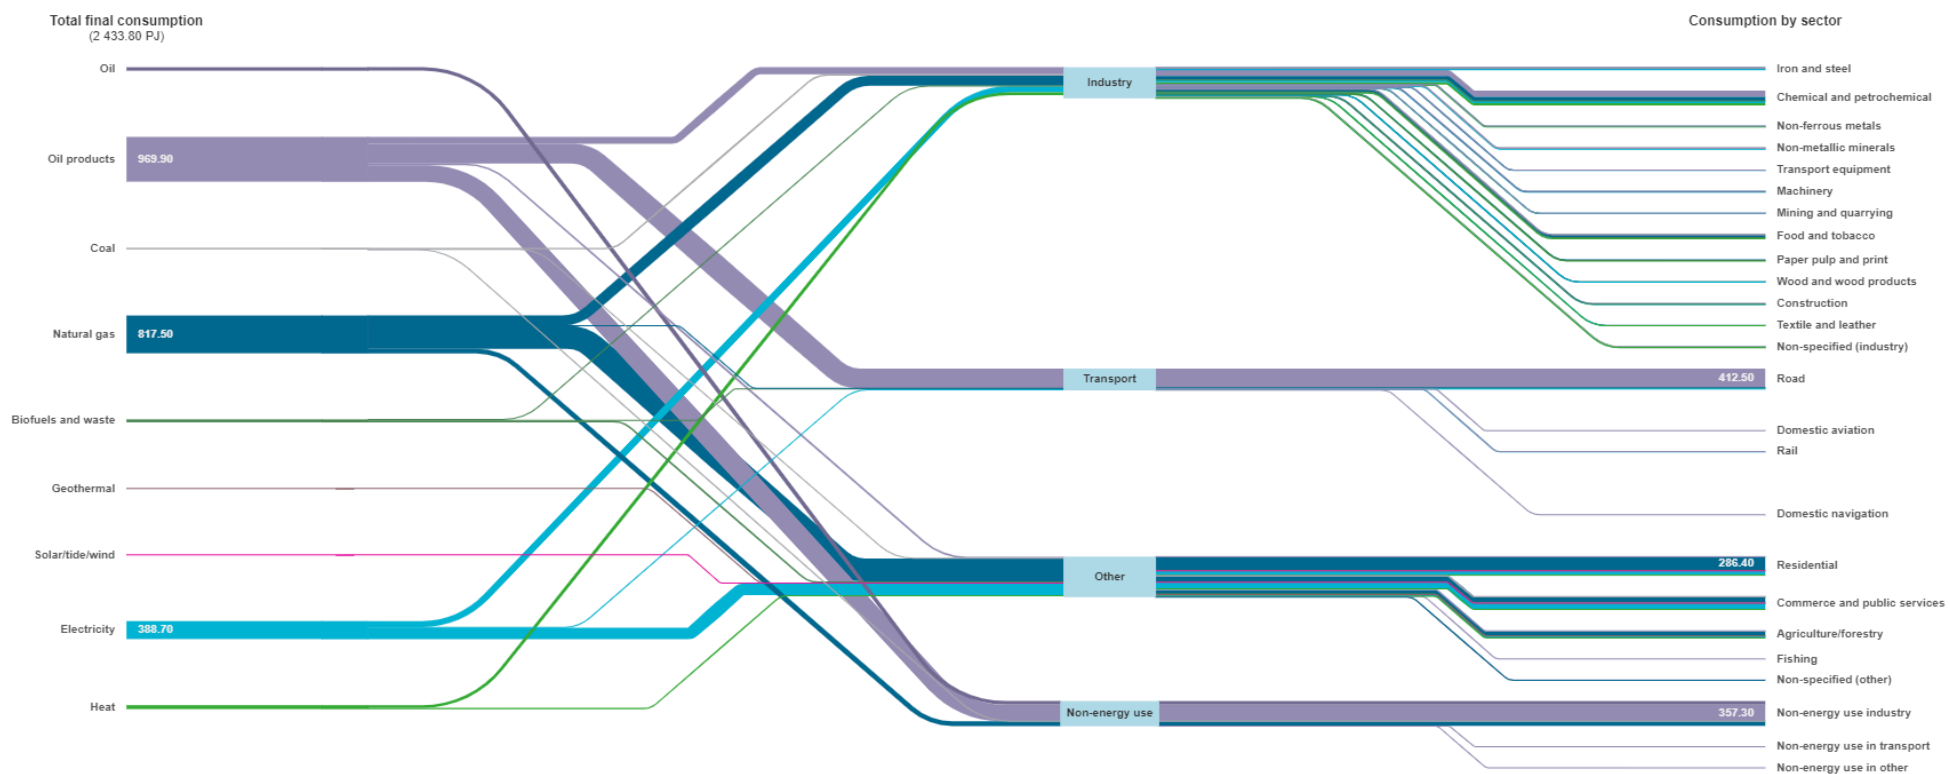 Total final consumption
(2 433.80 PJ)
Consumption by sector
Oil
Oil products
969.90
Coal
Natural gas
817.50
Biofuels and waste
Geothermal
Solar/tide/wind
Electricity
388.70
Heat
Industry
Transport
Other
Non-energy use
Iron and steel
Chemical and petrochemical
Non-ferrous metals
Non-metallic minerals
Transport equipment
Machinery
Mining and quarrying
Food and tobacco
Paper pulp and print
Wood and wood products
Construction
Textile and leather
Non-specified (industry)
412.50
Road
Domestic aviation
Rail
Domestic navigation
286.40
Residential
Commerce and public services
Agriculture/forestry
Fishing
Non-specified (other)
357.30
Non-energy use industry
Non-energy use in transport
Non-energy use in other